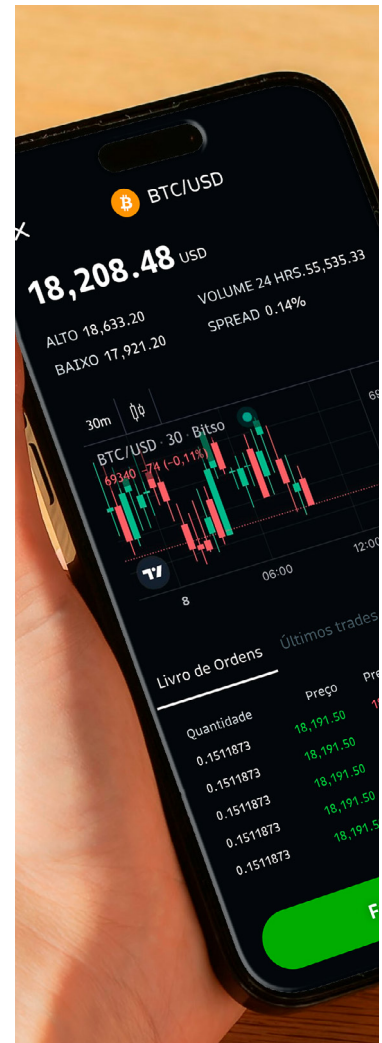 BTC/USD
18,208.48 USD
ALTO 18,633.20
VOLUME 24 HRS.55,535.33
BAIXO 17,921.20
SPREAD 0.14%
30m
BTC/USD · 30 · Bitso
69340 −74 (−0,11%)
8
06:00
12:00
Livro de Ordens
Últimos trades
Quantidade
Preço
0.1511873
18,191.50
0.1511873
18,191.50
0.1511873
18,191.50
0.1511873
18,191.50
0.1511873